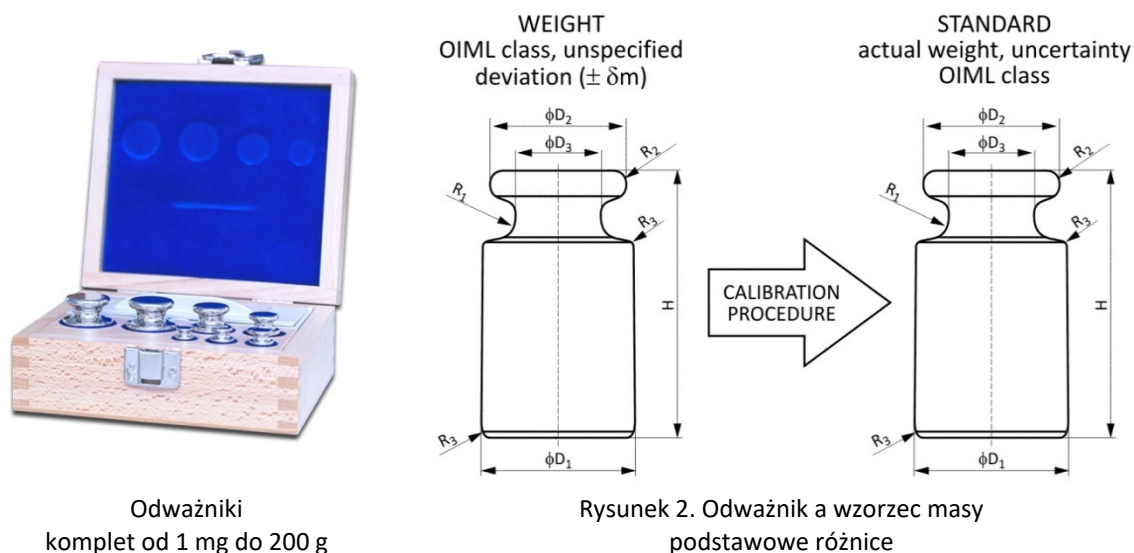 WEIGHT
OIML class, unspecified
deviation (± δm)
ϕD₂
ϕD₃
R₂
R₁
R₃
H
R₃
ϕD₁
CALIBRATION
PROCEDURE
STANDARD
actual weight, uncertainty
OIML class
ϕD₂
ϕD₃
R₂
R₁
R₃
H
R₃
ϕD₁
Odważniki
komplet od 1 mg do 200 g
Rysunek 2. Odważnik a wzorzec masy
podstawowe różnice